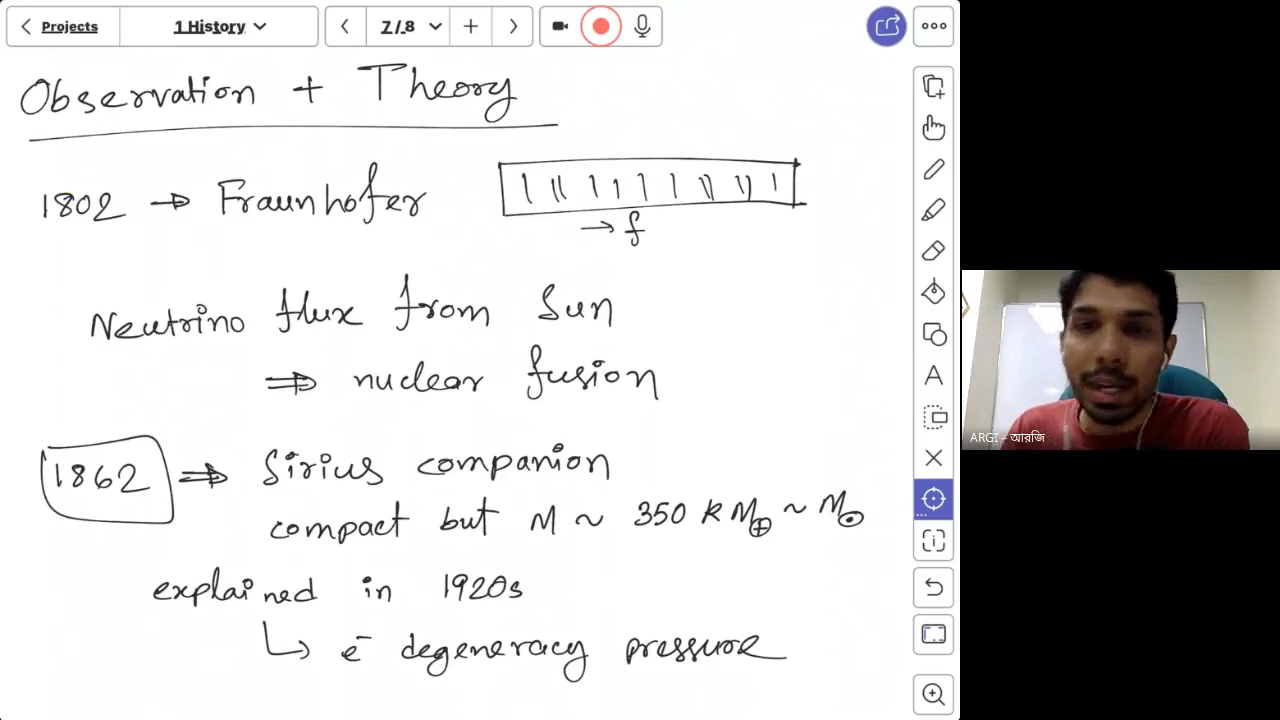 Projects
1 History
7/8
Observation + Theory
1802 → Fraunhofer
→ f
Neutrino flux from Sun
⇒ nuclear fusion
1862 ⇒ Sirius companion
compact but M ~ 350 k M⊕ ~ M⊙
explained in 1920s
↳ e⁻ degeneracy pressure
ARGI - আরজি
A